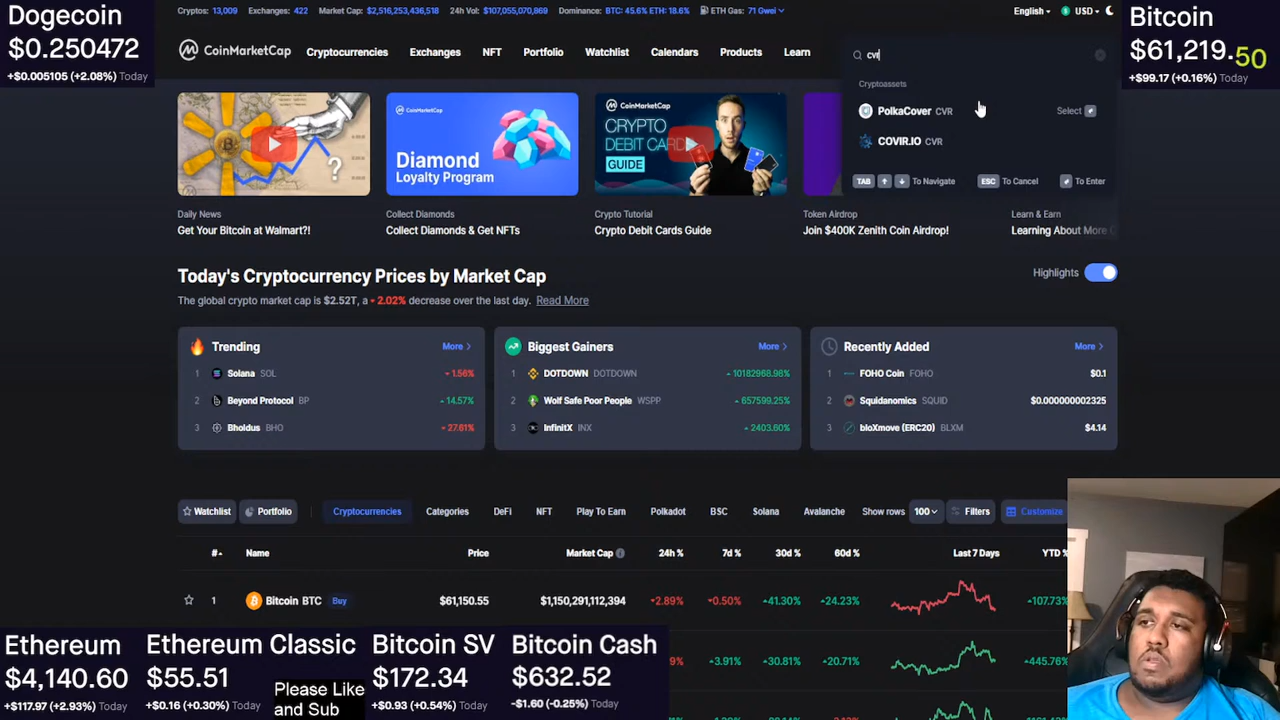 Dogecoin
$0.250472
+$0.005105 (+2.08%) Today
Cryptos: 13,009 Exchanges: 422 Market Cap: $2,516,253,436,518 24h Vol: $107,055,070,869 Dominance: BTC: 45.6% ETH: 18.6% ETH Gas: 71 Gwei
English USD
Bitcoin
$61,219.50
+$99.17 (+0.16%) Today
CoinMarketCap Cryptocurrencies Exchanges NFT Portfolio Watchlist Calendars Products Learn
cvr
Cryptoassets
PolkaCover CVR Select
COVIR.IO CVR
TAB To Navigate ESC To Cancel To Enter
CoinMarketCap
Diamond
Loyalty Program
CoinMarketCap
CRYPTO
DEBIT CARD
GUIDE
?
Daily News
Get Your Bitcoin at Walmart?!
Collect Diamonds
Collect Diamonds & Get NFTs
Crypto Tutorial
Crypto Debit Cards Guide
Token Airdrop
Join $400K Zenith Coin Airdrop!
Learn & Earn
Learning About More
Today's Cryptocurrency Prices by Market Cap
Highlights
The global crypto market cap is $2.52T, a 2.02% decrease over the last day. Read More
Trending More
1 Solana SOL 1.56%
2 Beyond Protocol BP 14.57%
3 Bholdus BHO 27.61%
Biggest Gainers More
1 DOTDOWN DOTDOWN 10182968.98%
2 Wolf Safe Poor People WSPP 657599.25%
3 InfinitX INX 2403.60%
Recently Added More
1 FOHO Coin FOHO $0.1
2 Squidanomics SQUID $0.000000002325
3 bloXmove (ERC20) BLXM $4.14
Watchlist Portfolio Cryptocurrencies Categories DeFi NFT Play To Earn Polkadot BSC Solana Avalanche Show rows 100 Filters Customize
# Name Price Market Cap 24h % 7d % 30d % 60d % Last 7 Days YTD %
1 Bitcoin BTC Buy $61,150.55 $1,150,291,112,394 2.89% 0.50% 41.30% 24.23% 107.73%
3.91% 30.81% 20.71% 445.76%
Ethereum
$4,140.60
+$117.97 (+2.93%) Today
Ethereum Classic
$55.51
+$0.16 (+0.30%) Today
Please Like
and Sub
Bitcoin SV
$172.34
+$0.93 (+0.54%) Today
Bitcoin Cash
$632.52
-$1.60 (-0.25%) Today